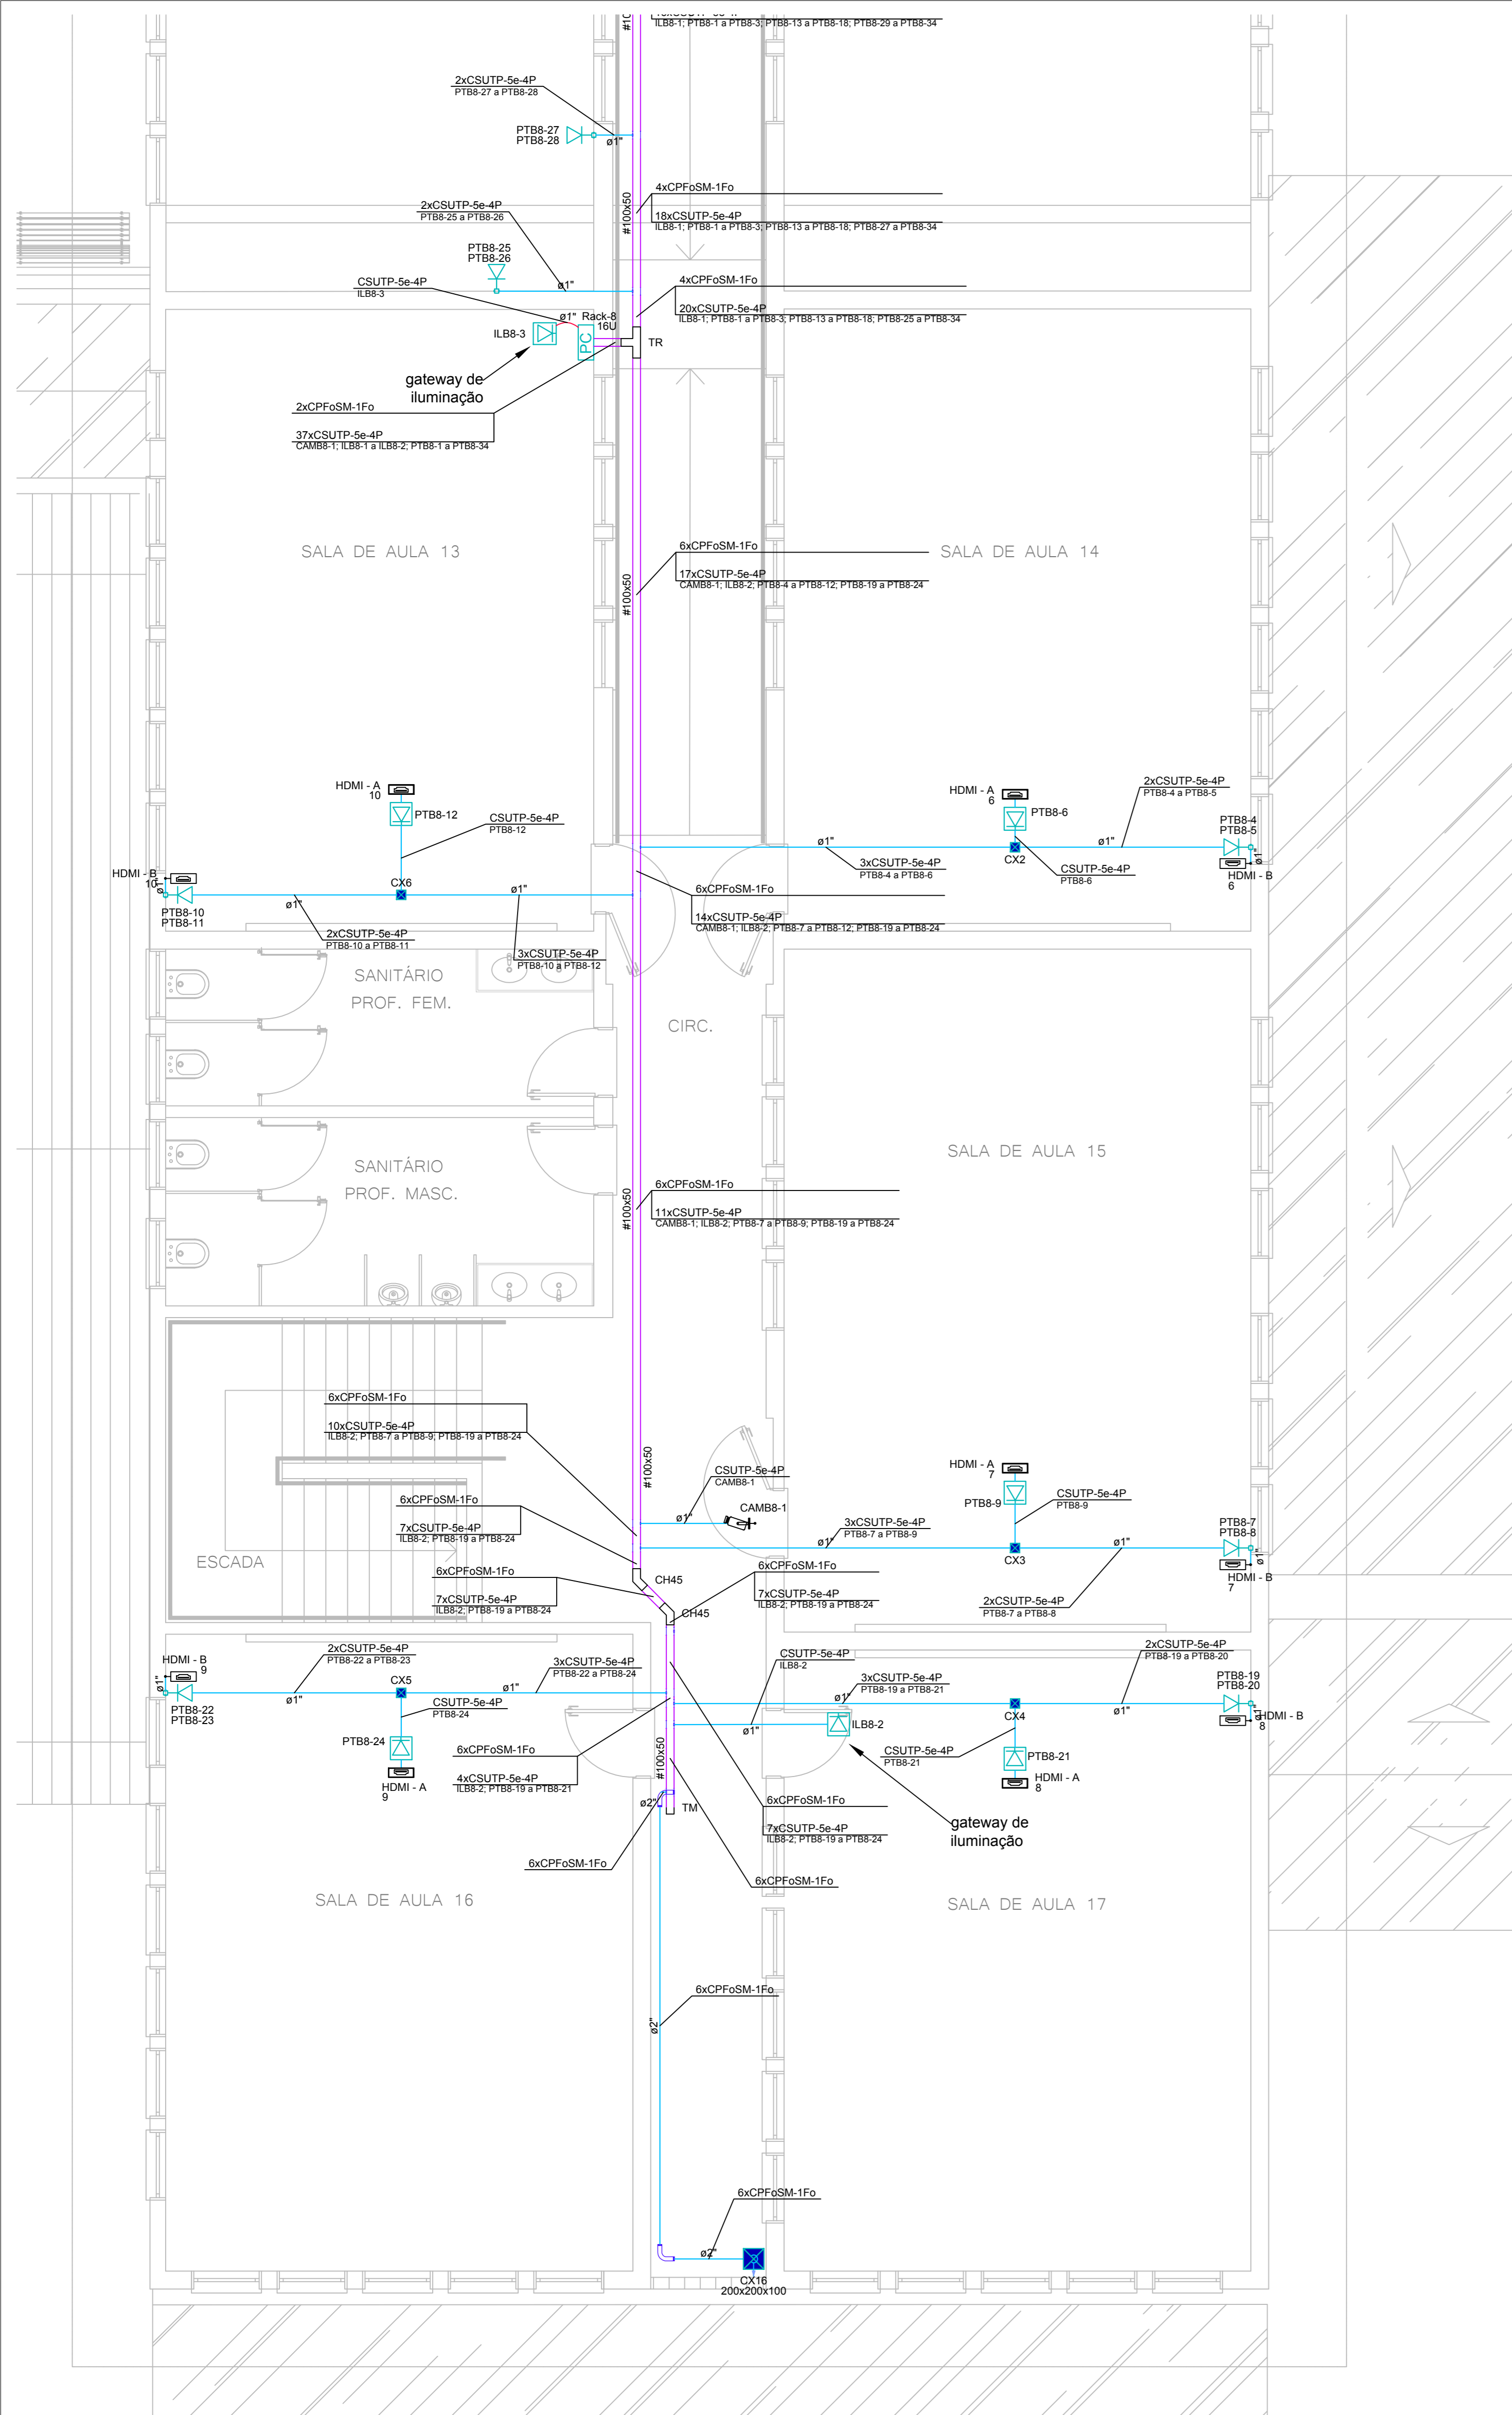 #10
ILB8-1; PTB8-1 a PTB8-3; PTB8-13 a PTB8-18; PTB8-29 a PTB8-34
2xCSUTP-5e-4P
PTB8-27 a PTB8-28
PTB8-27
PTB8-28
ø1"
4xCPFoSM-1Fo
18xCSUTP-5e-4P
ILB8-1; PTB8-1 a PTB8-3; PTB8-13 a PTB8-18; PTB8-27 a PTB8-34
#100x50
2xCSUTP-5e-4P
PTB8-25 a PTB8-26
PTB8-25
PTB8-26
ø1"
CSUTP-5e-4P
ILB8-3
4xCPFoSM-1Fo
20xCSUTP-5e-4P
ILB8-1; PTB8-1 a PTB8-3; PTB8-13 a PTB8-18; PTB8-25 a PTB8-34
ø1"
Rack-8
16U
ILB8-3
PC
TR
gateway de
iluminação
2xCPFoSM-1Fo
37xCSUTP-5e-4P
CAMB8-1; ILB8-1 a ILB8-2; PTB8-1 a PTB8-34
SALA DE AULA 13
6xCPFoSM-1Fo
17xCSUTP-5e-4P
CAMB8-1; ILB8-2; PTB8-4 a PTB8-12; PTB8-19 a PTB8-24
#100x50
SALA DE AULA 14
HDMI - A
10
PTB8-12
CSUTP-5e-4P
PTB8-12
HDMI - A
6
PTB8-6
2xCSUTP-5e-4P
PTB8-4 a PTB8-5
PTB8-4
PTB8-5
ø1"
ø1"
ø1"
CX2
3xCSUTP-5e-4P
PTB8-4 a PTB8-6
CSUTP-5e-4P
PTB8-6
HDMI - B
6
HDMI - B
10
ø1"
CX6
ø1"
ø1"
PTB8-10
PTB8-11
2xCSUTP-5e-4P
PTB8-10 a PTB8-11
3xCSUTP-5e-4P
PTB8-10 a PTB8-12
6xCPFoSM-1Fo
14xCSUTP-5e-4P
CAMB8-1; ILB8-2; PTB8-7 a PTB8-12; PTB8-19 a PTB8-24
SANITÁRIO
PROF. FEM.
CIRC.
SANITÁRIO
PROF. MASC.
SALA DE AULA 15
6xCPFoSM-1Fo
11xCSUTP-5e-4P
CAMB8-1; ILB8-2; PTB8-7 a PTB8-9; PTB8-19 a PTB8-24
#100x50
6xCPFoSM-1Fo
10xCSUTP-5e-4P
ILB8-2; PTB8-7 a PTB8-9; PTB8-19 a PTB8-24
#100x50
CSUTP-5e-4P
CAMB8-1
CAMB8-1
ø1"
HDMI - A
7
PTB8-9
CSUTP-5e-4P
PTB8-9
6xCPFoSM-1Fo
7xCSUTP-5e-4P
ILB8-2; PTB8-19 a PTB8-24
3xCSUTP-5e-4P
PTB8-7 a PTB8-9
ø1"
CX3
ø1"
PTB8-7
PTB8-8
ø1"
HDMI - B
7
ESCADA
6xCPFoSM-1Fo
7xCSUTP-5e-4P
ILB8-2; PTB8-19 a PTB8-24
CH45
CH45
6xCPFoSM-1Fo
7xCSUTP-5e-4P
ILB8-2; PTB8-19 a PTB8-24
2xCSUTP-5e-4P
PTB8-7 a PTB8-8
HDMI - B
9
ø1"
2xCSUTP-5e-4P
PTB8-22 a PTB8-23
3xCSUTP-5e-4P
PTB8-22 a PTB8-24
CX5
ø1"
ø1"
PTB8-22
PTB8-23
CSUTP-5e-4P
PTB8-24
PTB8-24
HDMI - A
9
6xCPFoSM-1Fo
4xCSUTP-5e-4P
ILB8-2; PTB8-19 a PTB8-21
#100x50
CSUTP-5e-4P
ILB8-2
3xCSUTP-5e-4P
PTB8-19 a PTB8-21
2xCSUTP-5e-4P
PTB8-19 a PTB8-20
PTB8-19
PTB8-20
ø1"
CX4
ø1"
ø1"
HDMI - B
8
ø1"
ILB8-2
CSUTP-5e-4P
PTB8-21
PTB8-21
HDMI - A
8
ø2"
TM
6xCPFoSM-1Fo
7xCSUTP-5e-4P
ILB8-2; PTB8-19 a PTB8-24
gateway de
iluminação
6xCPFoSM-1Fo
6xCPFoSM-1Fo
SALA DE AULA 16
SALA DE AULA 17
6xCPFoSM-1Fo
ø2"
6xCPFoSM-1Fo
ø2"
CX16
200x200x100